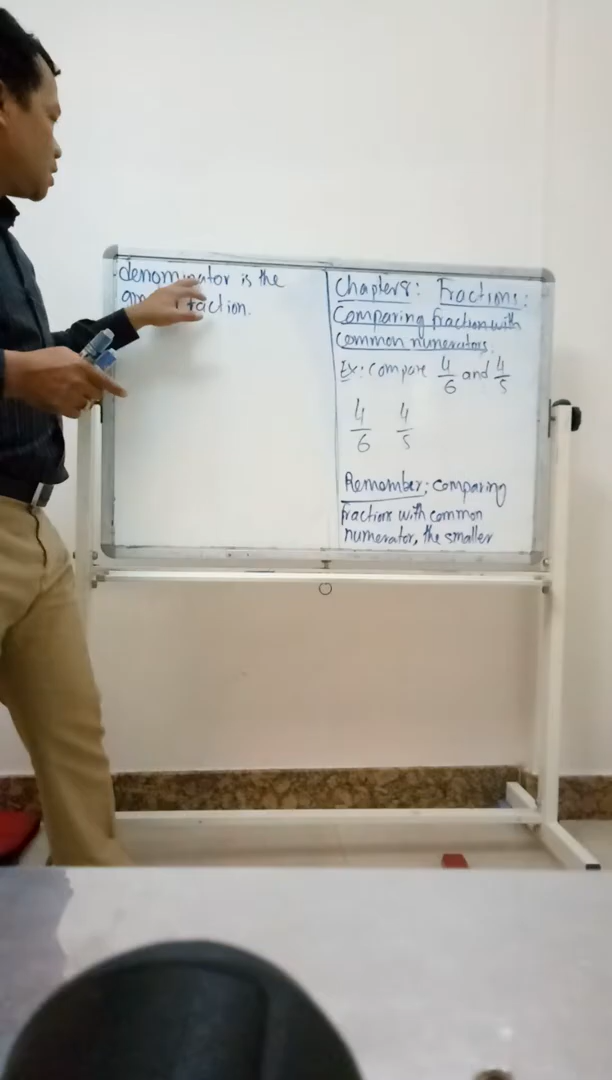 denominator is the
fraction.
Chapter 8: Fractions:
Comparing fraction with
common numerators.
Ex: compare 4/6 and 4/5
4/6 4/5
Remember: comparing
fractions with common
numerator, the smaller